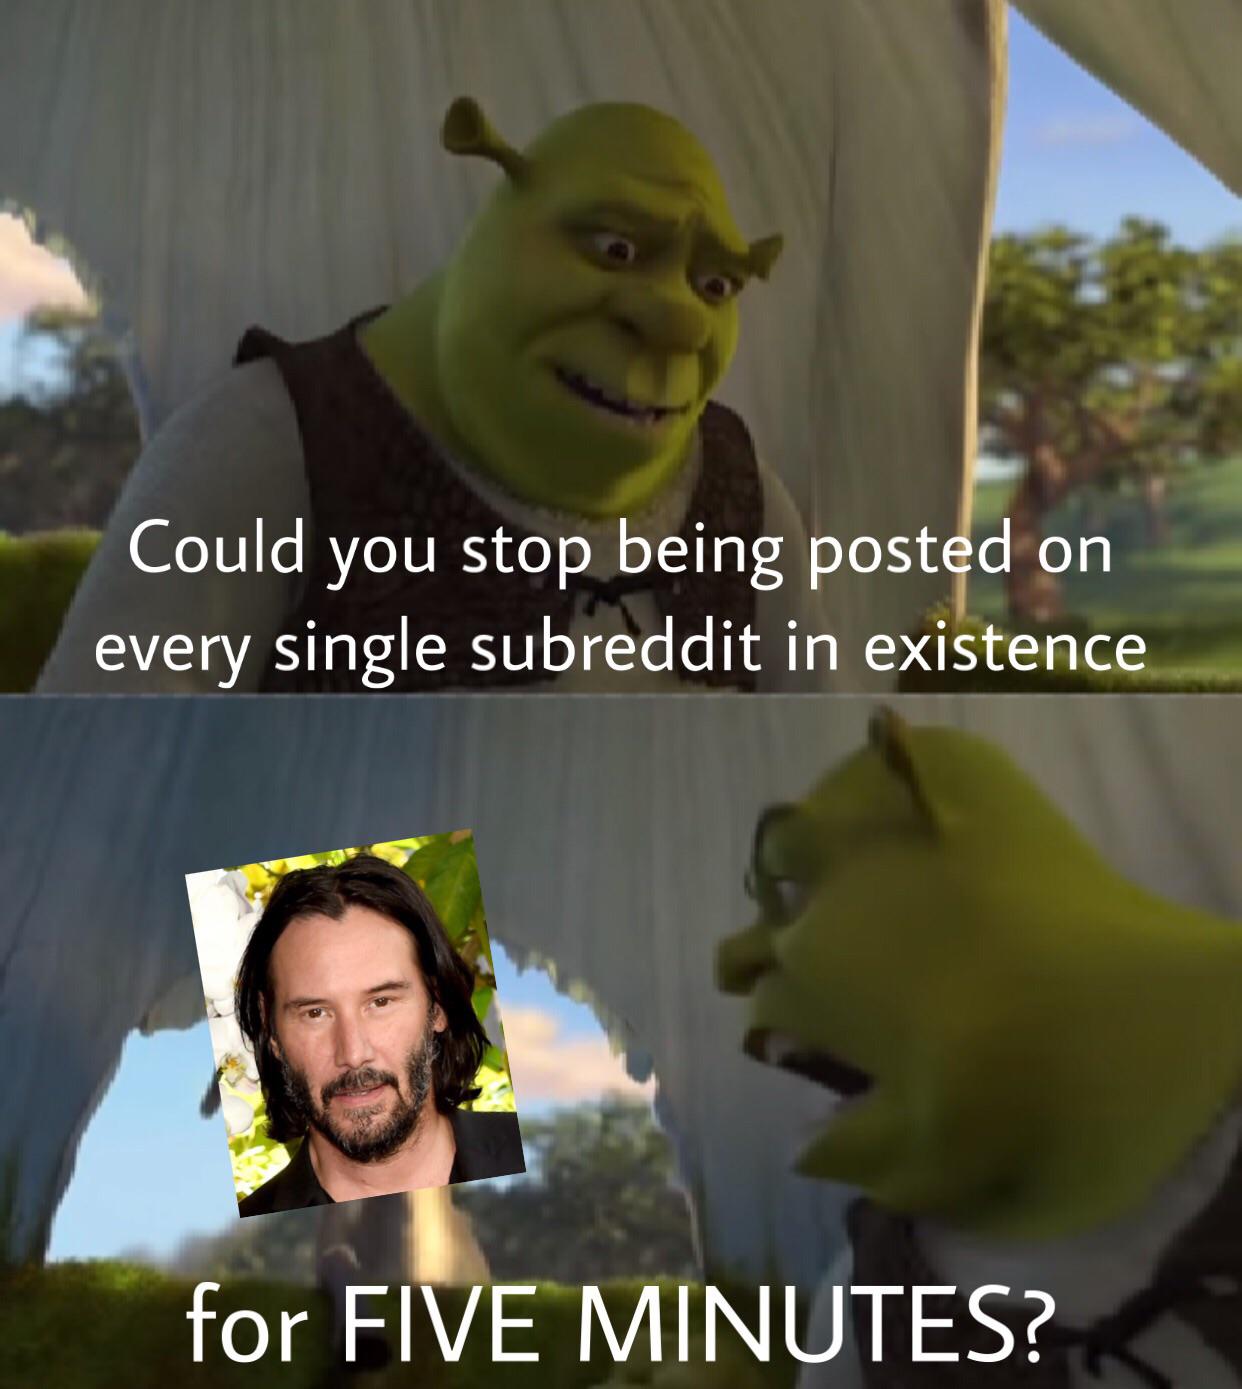 Could you stop being posted on
every single subreddit in existence
for FIVE MINUTES?